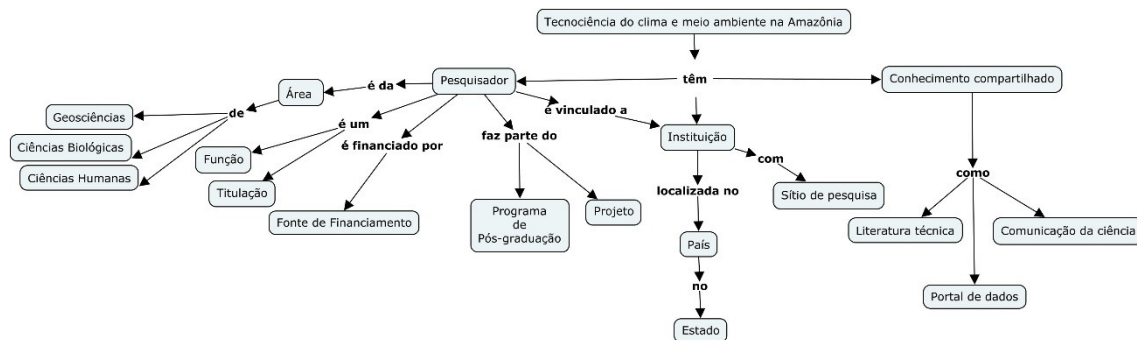 Tecnociência do clima e meio ambiente na Amazônia
têm
Pesquisador
Conhecimento compartilhado
é da
Área
de
Geosciências
Ciências Biológicas
Ciências Humanas
é um
Função
Titulação
é financiado por
Fonte de Financiamento
faz parte do
Programa
de
Pós-graduação
Projeto
é vinculado a
Instituição
com
Sítio de pesquisa
localizada no
País
no
Estado
como
Literatura técnica
Portal de dados
Comunicação da ciência